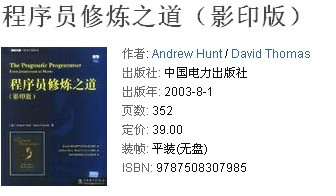 程序员修炼之道（影印版）
The Pragmatic Programmer
程序员修炼之道
（影印版）
作者: Andrew Hunt / David Thomas
出版社: 中国电力出版社
出版年: 2003-8-1
页数: 352
定价: 39.00
装帧: 平装(无盘)
ISBN: 9787508307985